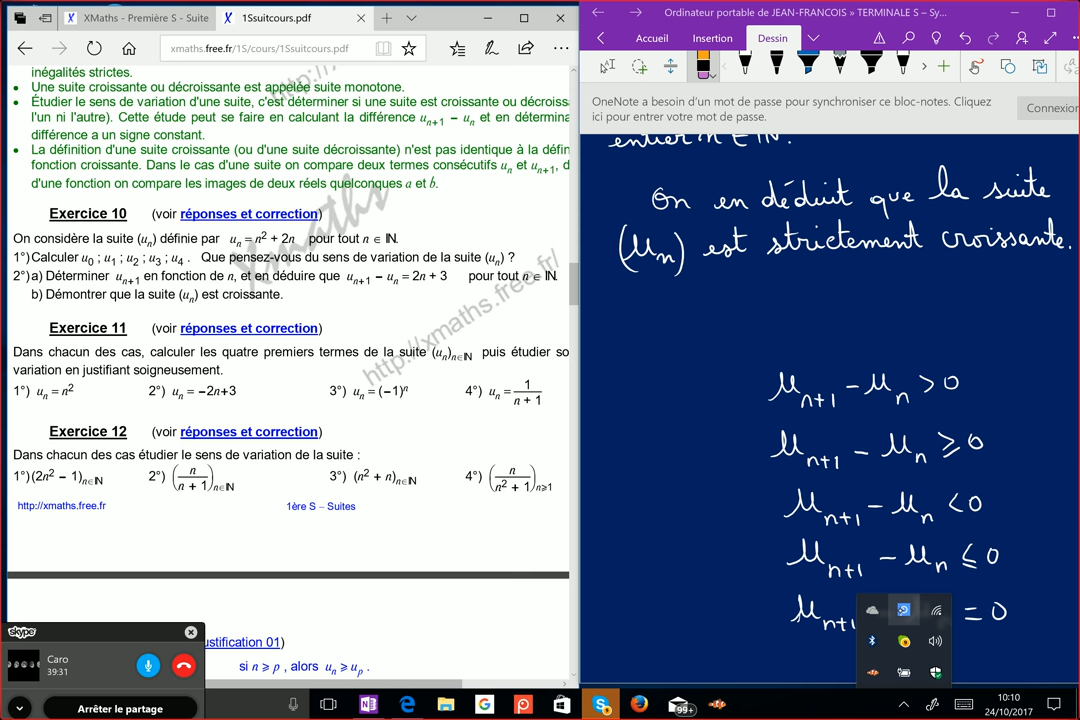 XMaths - Première S - Suite
1Ssuitcours.pdf
xmaths.free.fr/1S/cours/1Ssuitcours.pdf
inégalités strictes.
• Une suite croissante ou décroissante est appelée suite monotone.
• Étudier le sens de variation d'une suite, c'est déterminer si une suite est croissante ou décroiss
l'un ni l'autre). Cette étude peut se faire en calculant la différence uₙ₊₁ − uₙ et en détermina
différence a un signe constant.
• La définition d'une suite croissante (ou d'une suite décroissante) n'est pas identique à la défin
fonction croissante. Dans le cas d'une suite on compare deux termes consécutifs uₙ et uₙ₊₁, d
d'une fonction on compare les images de deux réels quelconques a et b.
Exercice 10 (voir réponses et correction)
On considère la suite (uₙ) définie par uₙ = n² + 2n pour tout n ∈ ℕ.
1°) Calculer u₀ ; u₁ ; u₂ ; u₃ ; u₄ . Que pensez-vous du sens de variation de la suite (uₙ) ?
2°) a) Déterminer uₙ₊₁ en fonction de n, et en déduire que uₙ₊₁ − uₙ = 2n + 3 pour tout n ∈ ℕ.
b) Démontrer que la suite (uₙ) est croissante.
Exercice 11 (voir réponses et correction)
Dans chacun des cas, calculer les quatre premiers termes de la suite (uₙ)n∈ℕ puis étudier so
variation en justifiant soigneusement.
1°) uₙ = n² 2°) uₙ = −2n+3 3°) uₙ = (−1)ⁿ 4°) uₙ = 1/(n + 1)
Exercice 12 (voir réponses et correction)
Dans chacun des cas étudier le sens de variation de la suite :
1°) (2n² − 1)n∈ℕ 2°) (n/(n + 1))n∈ℕ 3°) (n² + n)n∈ℕ 4°) (n/(n² + 1))n⩾1
http://xmaths.free.fr 1ère S – Suites
Xmaths
http://xmaths.free.fr/
http:/
ustification 01)
si n ⩾ p , alors uₙ ⩾ uₚ .
skype
Caro
39:31
Arrêter le partage
Ordinateur portable de JEAN-FRANCOIS » TERMINALE S – Sy...
Accueil Insertion Dessin
OneNote a besoin d'un mot de passe pour synchroniser ce bloc-notes. Cliquez
ici pour entrer votre mot de passe.
Connexion
entier n ∈ ℕ.
On en déduit que la suite
(uₙ) est strictement croissante.
uₙ₊₁ − uₙ > 0
uₙ₊₁ − uₙ ⩾ 0
uₙ₊₁ − uₙ < 0
uₙ₊₁ − uₙ ⩽ 0
uₙ₊₁ = 0
99+
10:10
24/10/2017